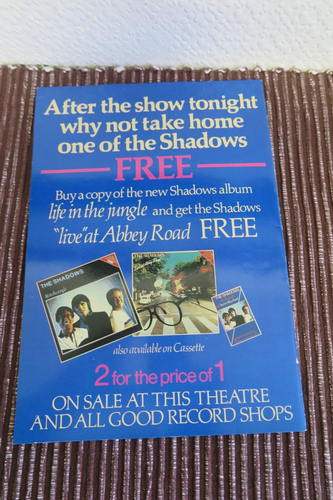 After the show tonight
why not take home
one of the Shadows
FREE
Buy a copy of the new Shadows album
life in the jungle and get the Shadows
"live" at Abbey Road FREE
THE SHADOWS
THE SHADOWS
also available on Cassette
2 for the price of 1
ON SALE AT THIS THEATRE
AND ALL GOOD RECORD SHOPS